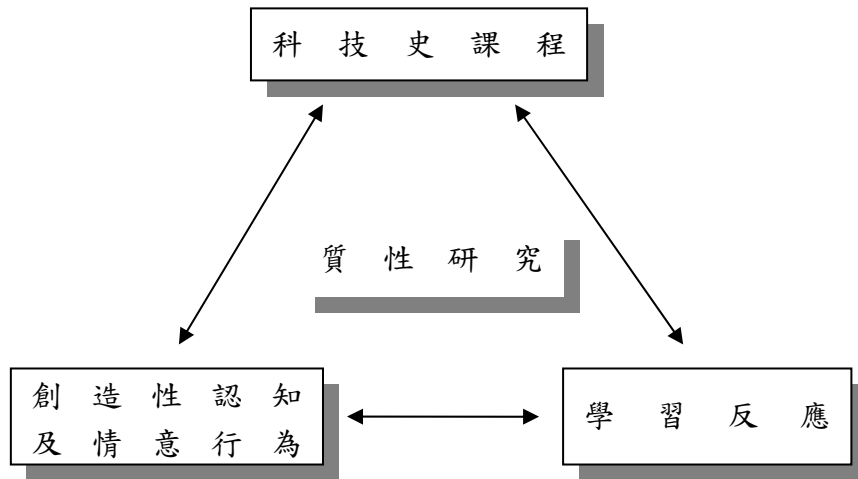 科技史課程
質性研究
創造性認知
及情意行為
學習反應